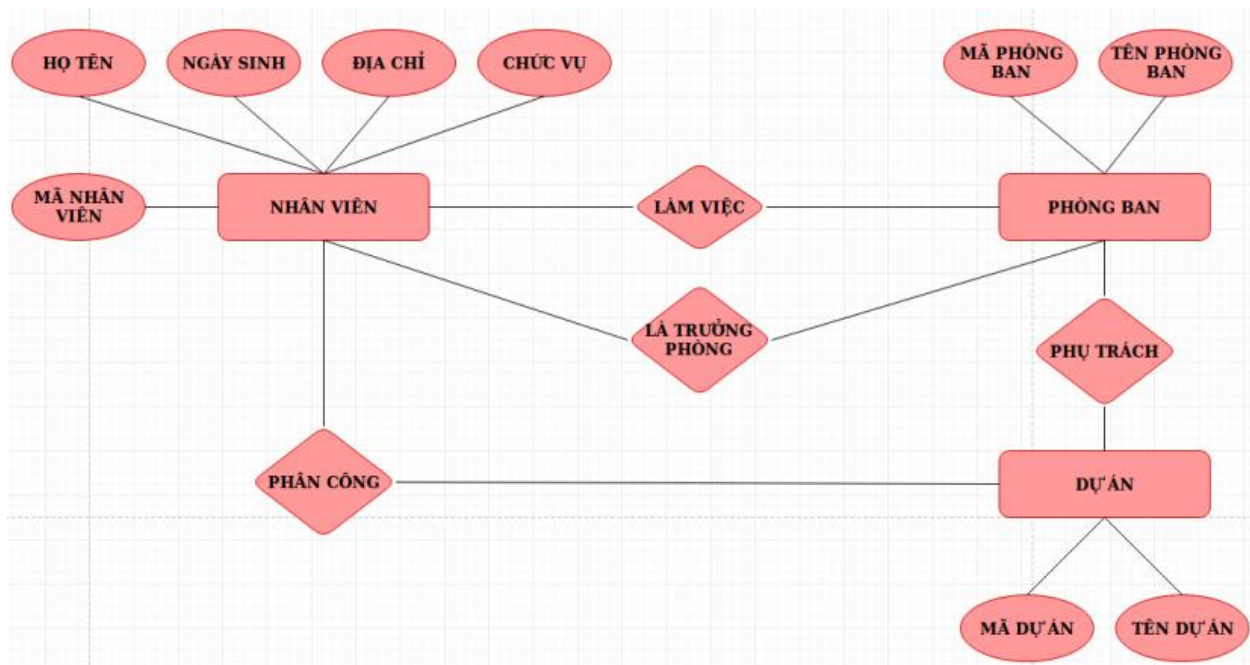 HỌ TÊN
NGÀY SINH
ĐỊA CHỈ
CHỨC VỤ
MÃ PHÒNG
BAN
TÊN PHÒNG
BAN
MÃ NHÂN
VIÊN
NHÂN VIÊN
LÀM VIỆC
PHÒNG BAN
LÀ TRƯỞNG
PHÒNG
PHỤ TRÁCH
PHÂN CÔNG
DỰ ÁN
MÃ DỰ ÁN
TÊN DỰ ÁN